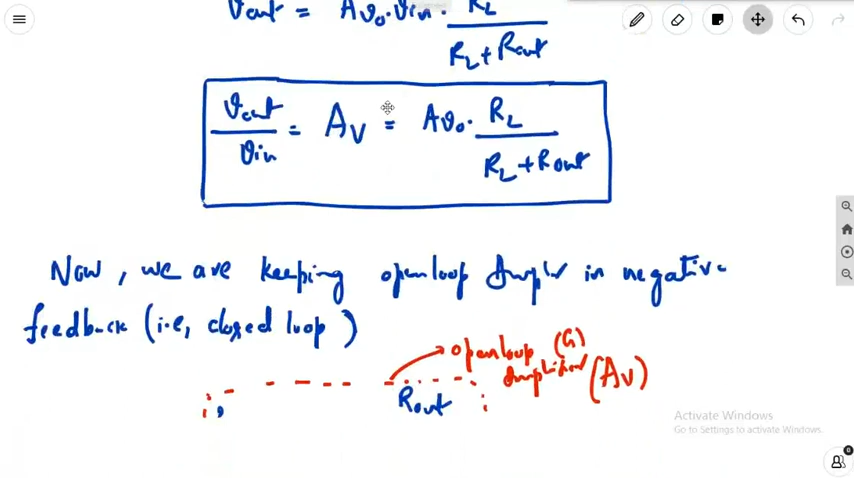 Vout = Avo.Vin . RL
RL + Rout
Vout
Vin
= Av = Avo . RL
RL + Rout
Now, we are keeping openloop Amplr in negative
feedback (i.e, closed loop)
openloop (G)
Amplifier (Av)
Rout
Activate Windows
Go to Settings to activate Windows.